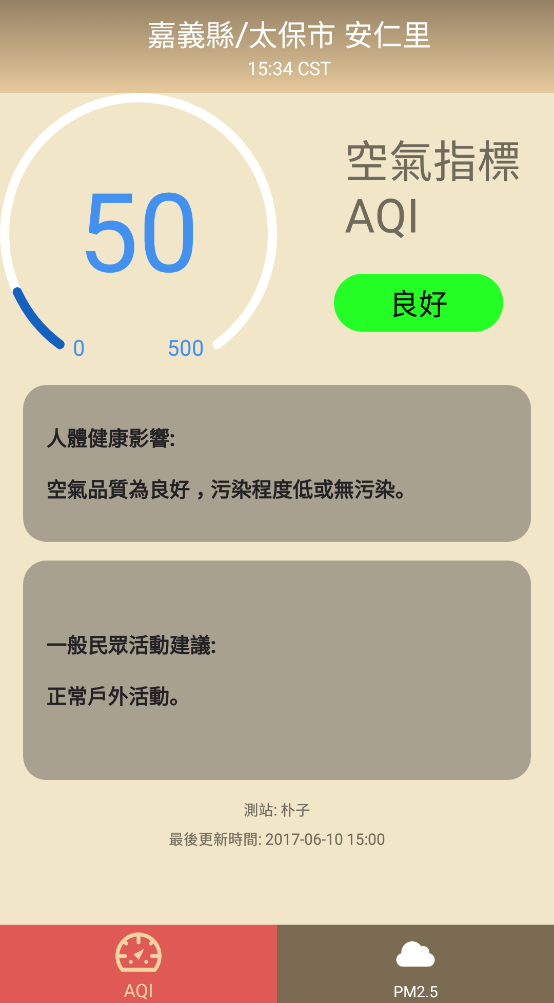 嘉義縣/太保市 安仁里
15:34 CST
50
0
500
空氣指標
AQI
良好
人體健康影響:
空氣品質為良好，污染程度低或無污染。
一般民眾活動建議:
正常戶外活動。
測站: 朴子
最後更新時間: 2017-06-10 15:00
AQI
PM2.5